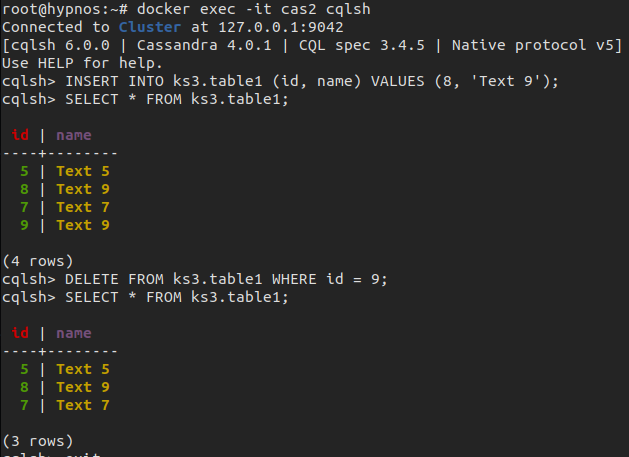 root@hypnos:~# docker exec -it cas2 cqlsh
Connected to Cluster at 127.0.0.1:9042
[cqlsh 6.0.0 | Cassandra 4.0.1 | CQL spec 3.4.5 | Native protocol v5]
Use HELP for help.
cqlsh> INSERT INTO ks3.table1 (id, name) VALUES (8, 'Text 9');
cqlsh> SELECT * FROM ks3.table1;
id | name
----+--------
5 | Text 5
8 | Text 9
7 | Text 7
9 | Text 9
(4 rows)
cqlsh> DELETE FROM ks3.table1 WHERE id = 9;
cqlsh> SELECT * FROM ks3.table1;
id | name
----+--------
5 | Text 5
8 | Text 9
7 | Text 7
(3 rows)
cqlsh> exit